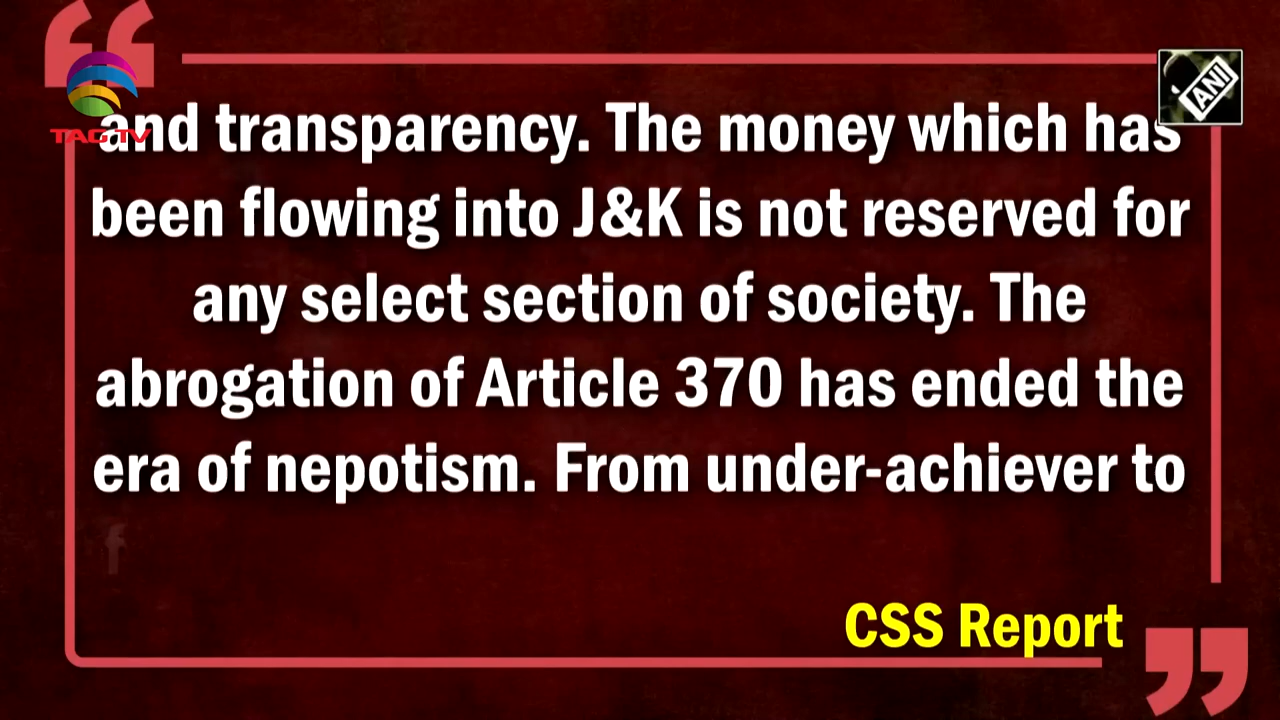 TAG TV
ANI
and transparency. The money which has
been flowing into J&K is not reserved for
any select section of society. The
abrogation of Article 370 has ended the
era of nepotism. From under-achiever to
f
CSS Report